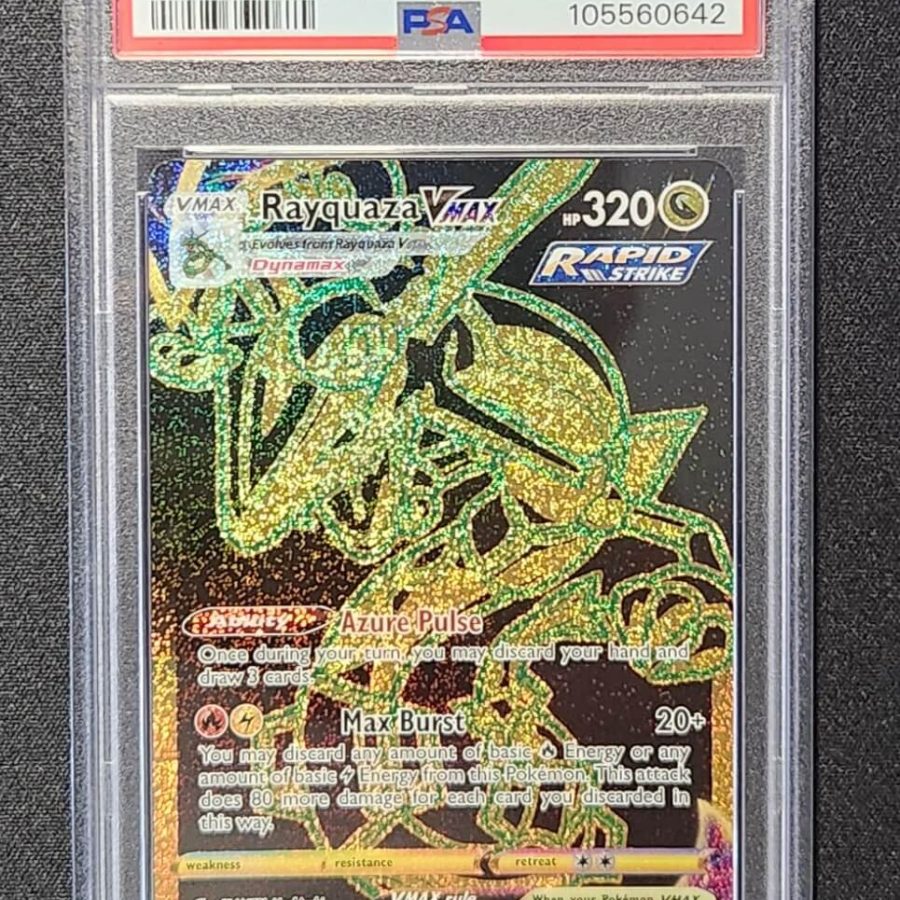 PSA
105560642
VMAX
Rayquaza VMAX
HP 320
Evolves from Rayquaza V
Dynamax
RAPID
STRIKE
Ability Azure Pulse
Once during your turn, you may discard your hand and
draw 3 cards.
Max Burst 20+
You may discard any amount of basic Energy or any
amount of basic Energy from this Pokémon. This attack
does 80 more damage for each card you discarded in
this way.
weakness resistance retreat
VMAX rule
When your Pokémon VMAX